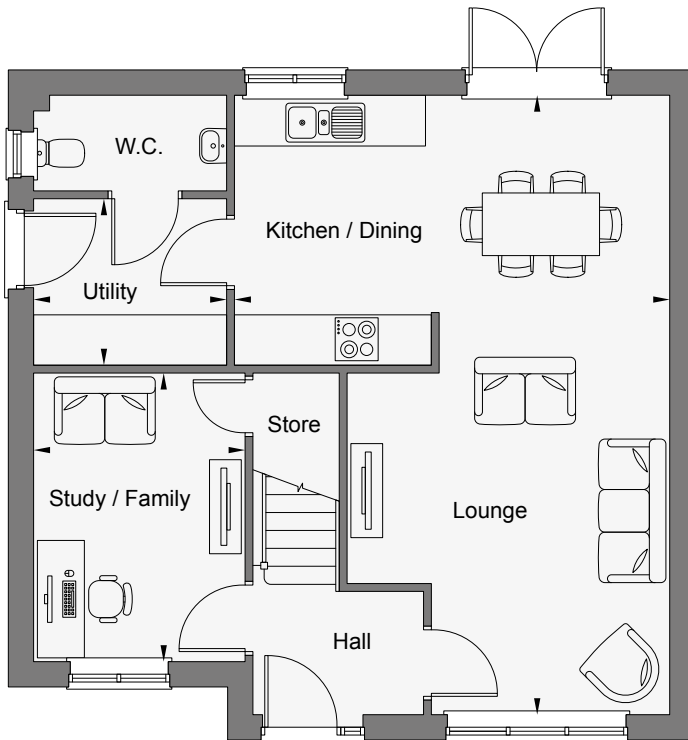 W.C.
Kitchen / Dining
Utility
Store
Study / Family
Lounge
Hall